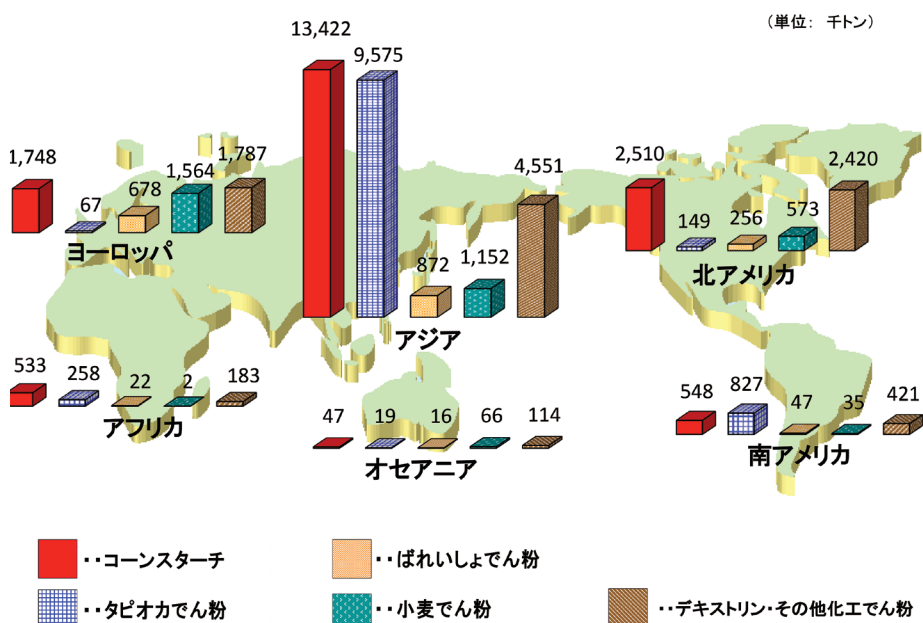 (単位: 千トン)
13,422
9,575
1,748
67
678
1,564
1,787
ヨーロッパ
872
1,152
4,551
アジア
2,510
149
256
573
2,420
北アメリカ
533
258
22
2
183
アフリカ
47
19
16
66
114
オセアニア
548
827
47
35
421
南アメリカ
‥コーンスターチ
‥ばれいしょでん粉
‥タピオカでん粉
‥小麦でん粉
‥デキストリン・その他化工でん粉